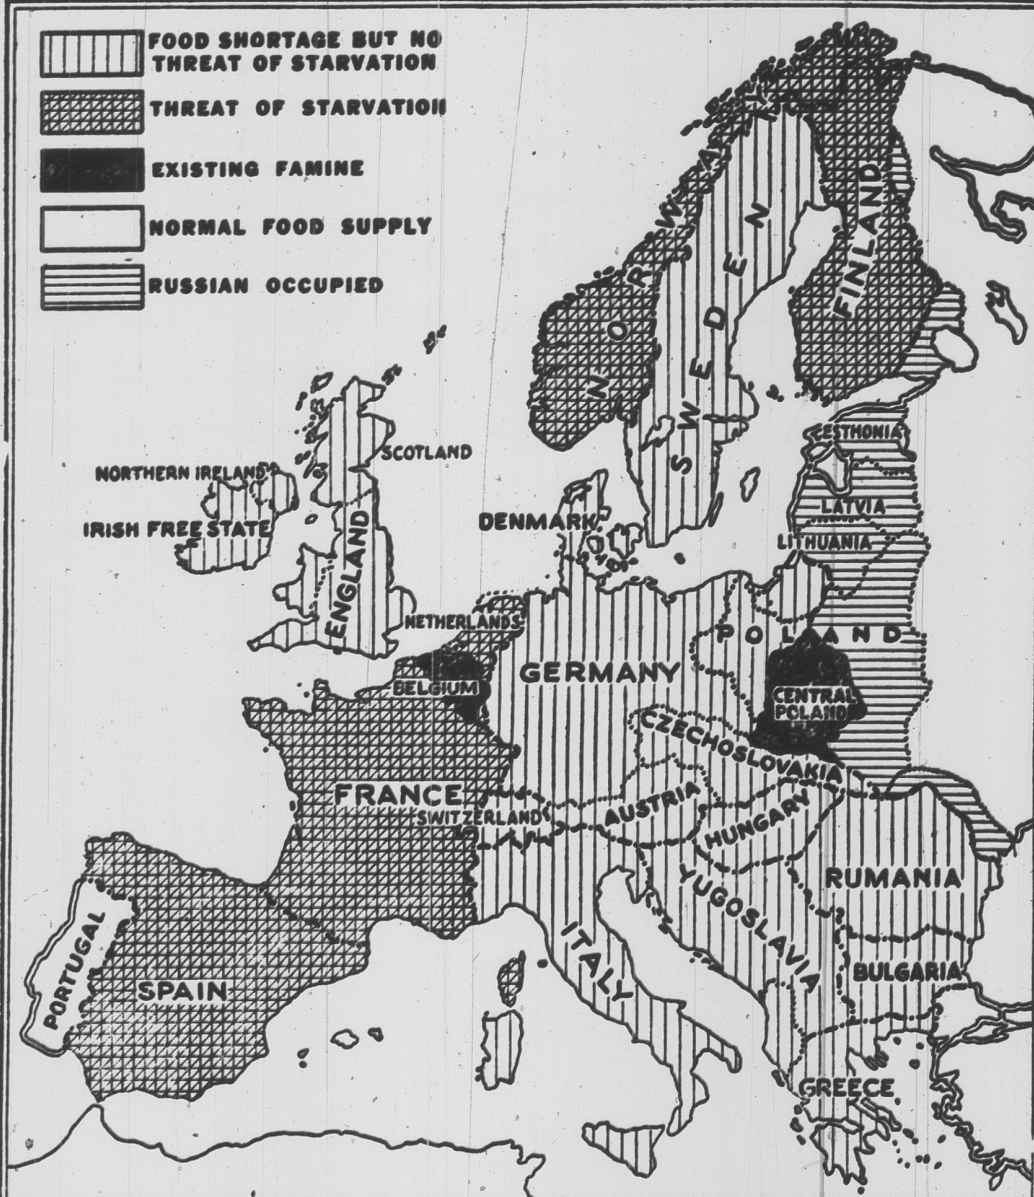 FOOD SHORTAGE BUT NO
THREAT OF STARVATION
THREAT OF STARVATION
EXISTING FAMINE
NORMAL FOOD SUPPLY
RUSSIAN OCCUPIED
NORWAY
SWEDEN
FINLAND
ESTHONIA
LATVIA
LITHUANIA
SCOTLAND
NORTHERN IRELAND
IRISH FREE STATE
ENGLAND
DENMARK
NETHERLANDS
BELGIUM
GERMANY
POLAND
CENTRAL
POLAND
CZECHOSLOVAKIA
FRANCE
SWITZERLAND
AUSTRIA
HUNGARY
RUMANIA
YUGOSLAVIA
BULGARIA
ITALY
PORTUGAL
SPAIN
GREECE